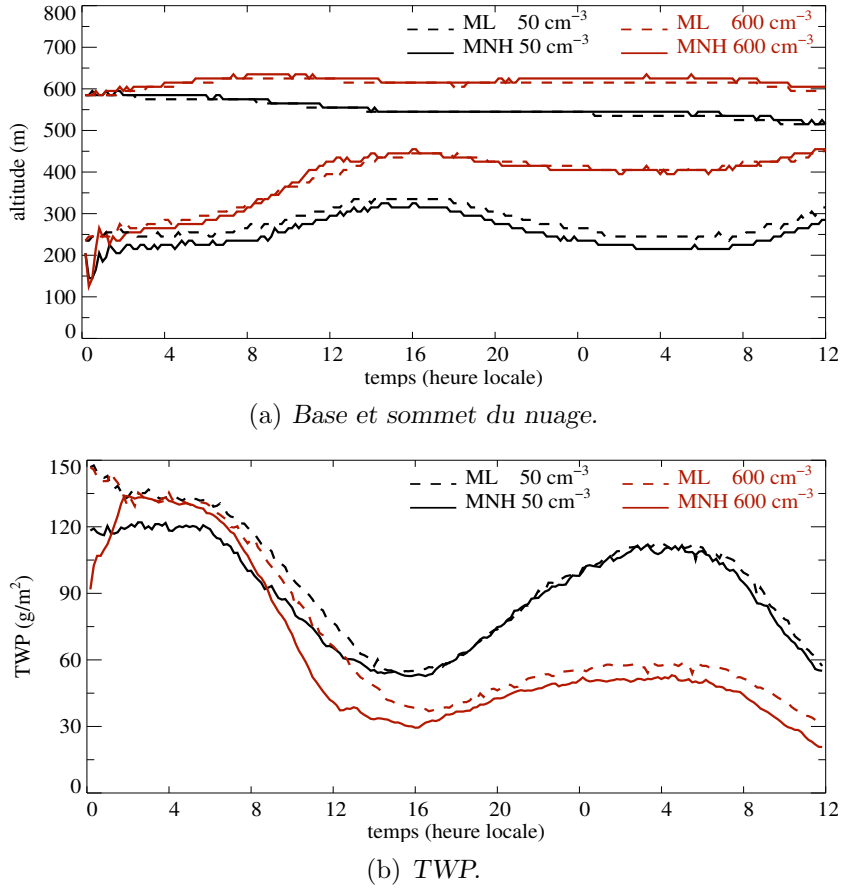 800
700
600
500
400
300
200
100
0
altitude (m)
ML 50 cm⁻³
ML 600 cm⁻³
MNH 50 cm⁻³
MNH 600 cm⁻³
0 4 8 12 16 20 0 4 8 12
temps (heure locale)
(a) Base et sommet du nuage.
150
120
90
60
30
0
TWP (g/m²)
ML 50 cm⁻³
ML 600 cm⁻³
MNH 50 cm⁻³
MNH 600 cm⁻³
0 4 8 12 16 20 0 4 8 12
temps (heure locale)
(b) TWP.